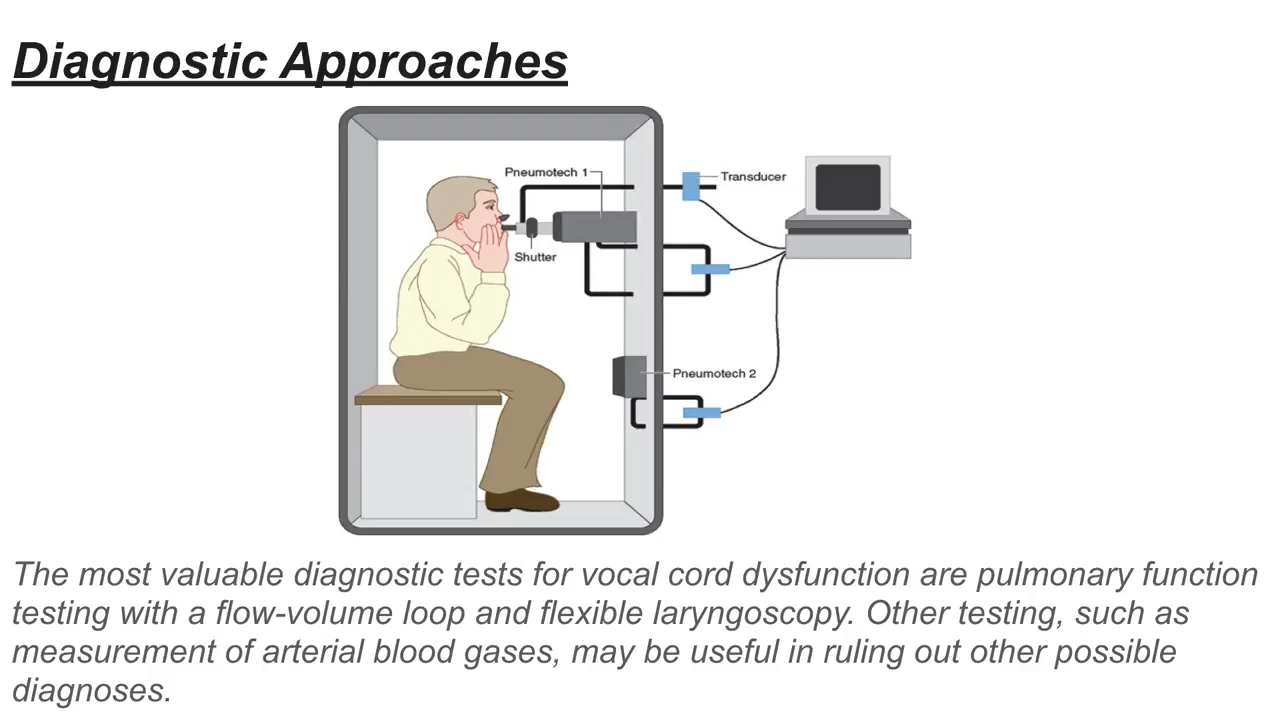 Diagnostic Approaches
Pneumotech 1
Transducer
Shutter
Pneumotech 2
The most valuable diagnostic tests for vocal cord dysfunction are pulmonary function
testing with a flow-volume loop and flexible laryngoscopy. Other testing, such as
measurement of arterial blood gases, may be useful in ruling out other possible
diagnoses.